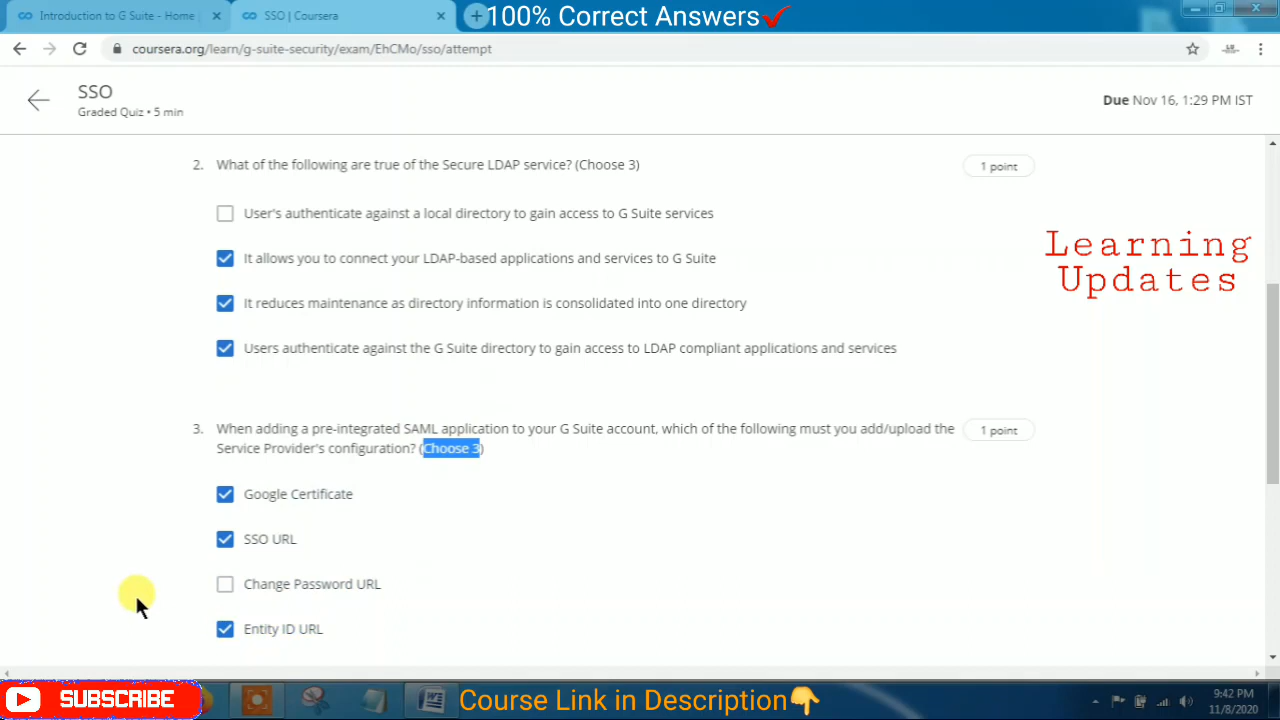 Introduction to G Suite - Home
SSO | Coursera
100% Correct Answers
coursera.org/learn/g-suite-security/exam/EhCMo/sso/attempt
SSO
Graded Quiz • 5 min
Due Nov 16, 1:29 PM IST
2. What of the following are true of the Secure LDAP service? (Choose 3)
1 point
User's authenticate against a local directory to gain access to G Suite services
It allows you to connect your LDAP-based applications and services to G Suite
It reduces maintenance as directory information is consolidated into one directory
Users authenticate against the G Suite directory to gain access to LDAP compliant applications and services
Learning
Updates
3. When adding a pre-integrated SAML application to your G Suite account, which of the following must you add/upload the
Service Provider's configuration? (Choose 3)
1 point
Google Certificate
SSO URL
Change Password URL
Entity ID URL
SUBSCRIBE
Course Link in Description
9:42 PM
11/8/2020